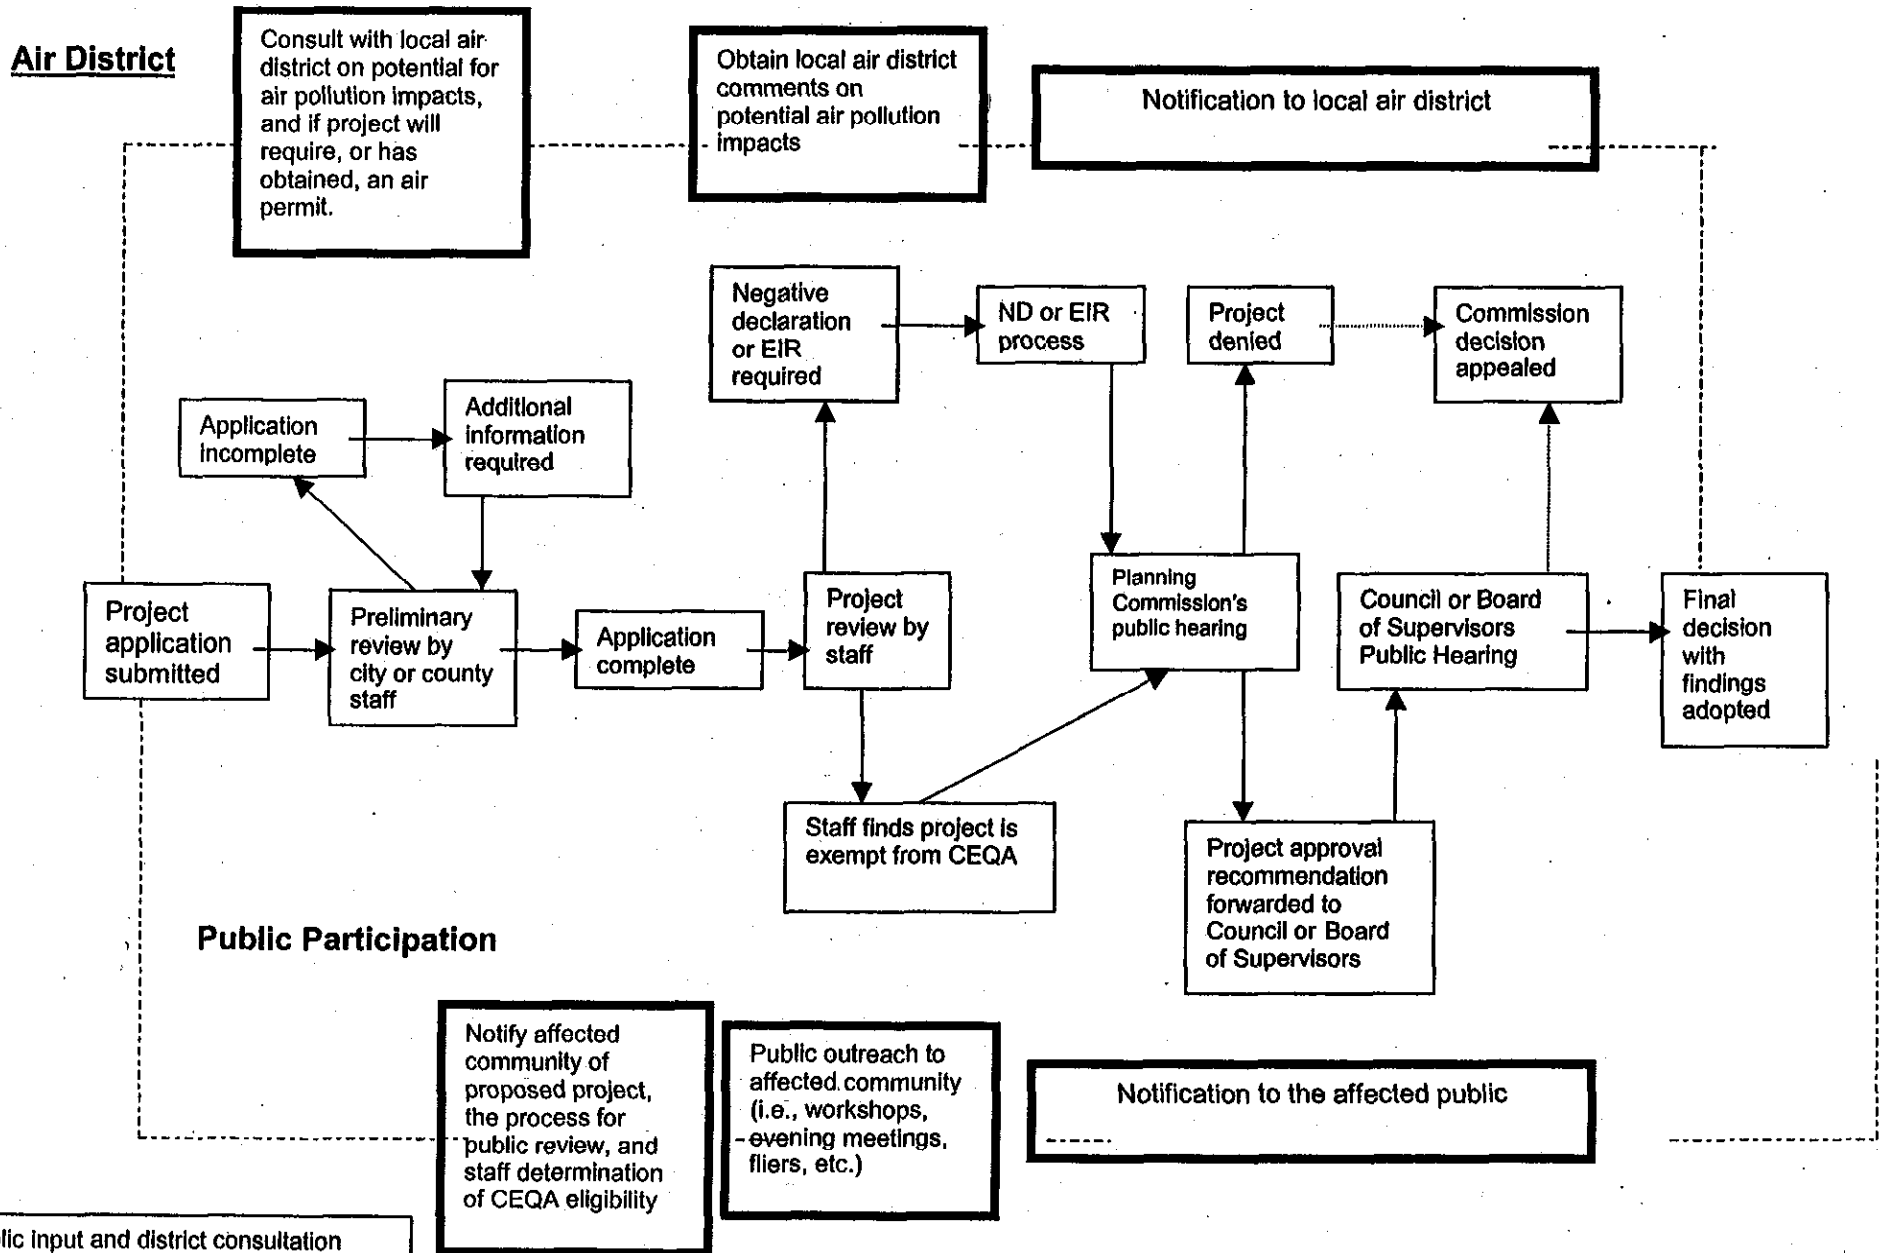 Air District
Consult with local air
district on potential for
air pollution impacts,
and if project will
require, or has
obtained, an air
permit.
Obtain local air district
comments on
potential air pollution
impacts
Notification to local air district
Negative
declaration
or EIR
required
ND or EIR
process
Project
denied
Commission
decision
appealed
Application
incomplete
Additional
information
required
Project
application
submitted
Preliminary
review by
city or county
staff
Application
complete
Project
review by
staff
Planning
Commission's
public hearing
Council or Board
of Supervisors
Public Hearing
Final
decision
with
findings
adopted
Staff finds project is
exempt from CEQA
Project approval
recommendation
forwarded to
Council or Board
of Supervisors
Public Participation
Notify affected
community of
proposed project,
the process for
public review, and
staff determination
of CEQA eligibility
Public outreach to
affected community
(i.e., workshops,
evening meetings,
fliers, etc.)
Notification to the affected public
lic input and district consultation